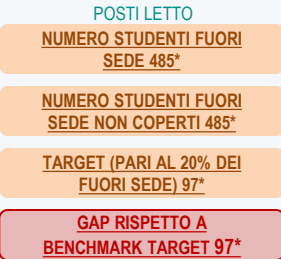 POSTI LETTO
NUMERO STUDENTI FUORI
SEDE 485*
NUMERO STUDENTI FUORI
SEDE NON COPERTI 485*
TARGET (PARI AL 20% DEI
FUORI SEDE) 97*
GAP RISPETTO A
BENCHMARK TARGET 97*